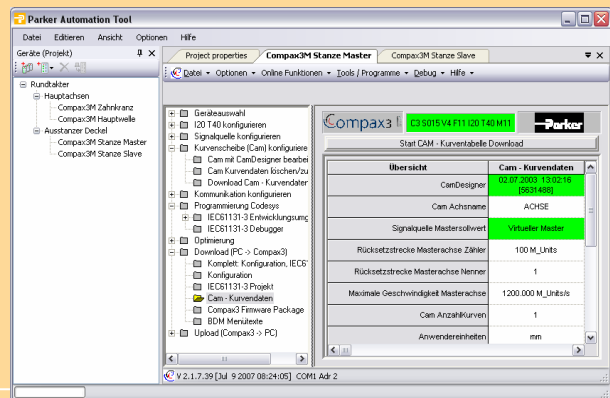 Parker Automation Tool
Datei Editieren Ansicht Optionen Hilfe
Geräte (Projekt)
Rundtakter
Hauptachsen
Compax3M Zahnkranz
Compax3M Hauptwelle
Ausstanzer Deckel
Compax3M Stanze Master
Compax3M Stanze Slave
Project properties Compax3M Stanze Master Compax3M Stanze Slave
Datei Optionen Online Funktionen Tools / Programme Debug Hilfe
Geräteauswahl
I20 T40 konfigurieren
Signalquelle konfigurieren
Kurvenscheibe (Cam) konfiguriere
Cam mit CamDesigner bearbei
Cam Kurvendaten löschen/zu
Download Cam - Kurvendaten
Kommunikation konfigurieren
Programmierung Codesys
IEC61131-3 Entwicklungsumg
IEC61131-3 Debugger
Optimierung
Download (PC -> Compax3)
Komplett: Konfiguration, IEC6
Konfiguration
IEC61131-3 Projekt
Cam - Kurvendaten
Compax3 Firmware Package
BDM Menütexte
Upload (Compax3 -> PC)
Compax3 C3 S015 V4 F11 I20 T40 M11 Parker
Start CAM - Kurventabelle Download
Übersicht Cam - Kurvendaten
CamDesigner 02.07.2003 13:02:16 [5631488]
Cam Achsname ACHSE
Signalquelle Mastersollwert Virtueller Master
Rücksetzstrecke Masterachse Zähler 100 M_Units
Rücksetzstrecke Masterachse Nenner 1
Maximale Geschwindigkeit Masterachse 1200.000 M_Units/s
Cam AnzahlKurven 1
Anwendereinheiten mm
V 2.1.7.39 [Jul 9 2007 08:24:05] COM1 Adr 2